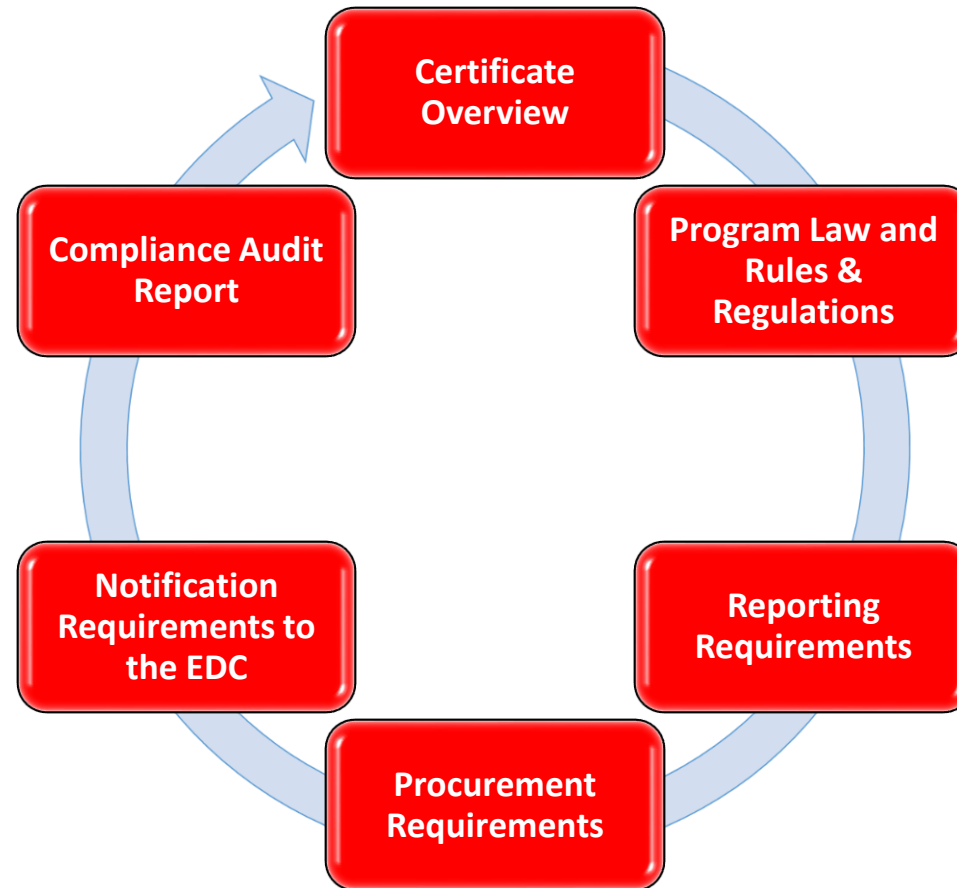 Certificate
Overview
Program Law and
Rules &
Regulations
Reporting
Requirements
Procurement
Requirements
Notification
Requirements to
the EDC
Compliance Audit
Report